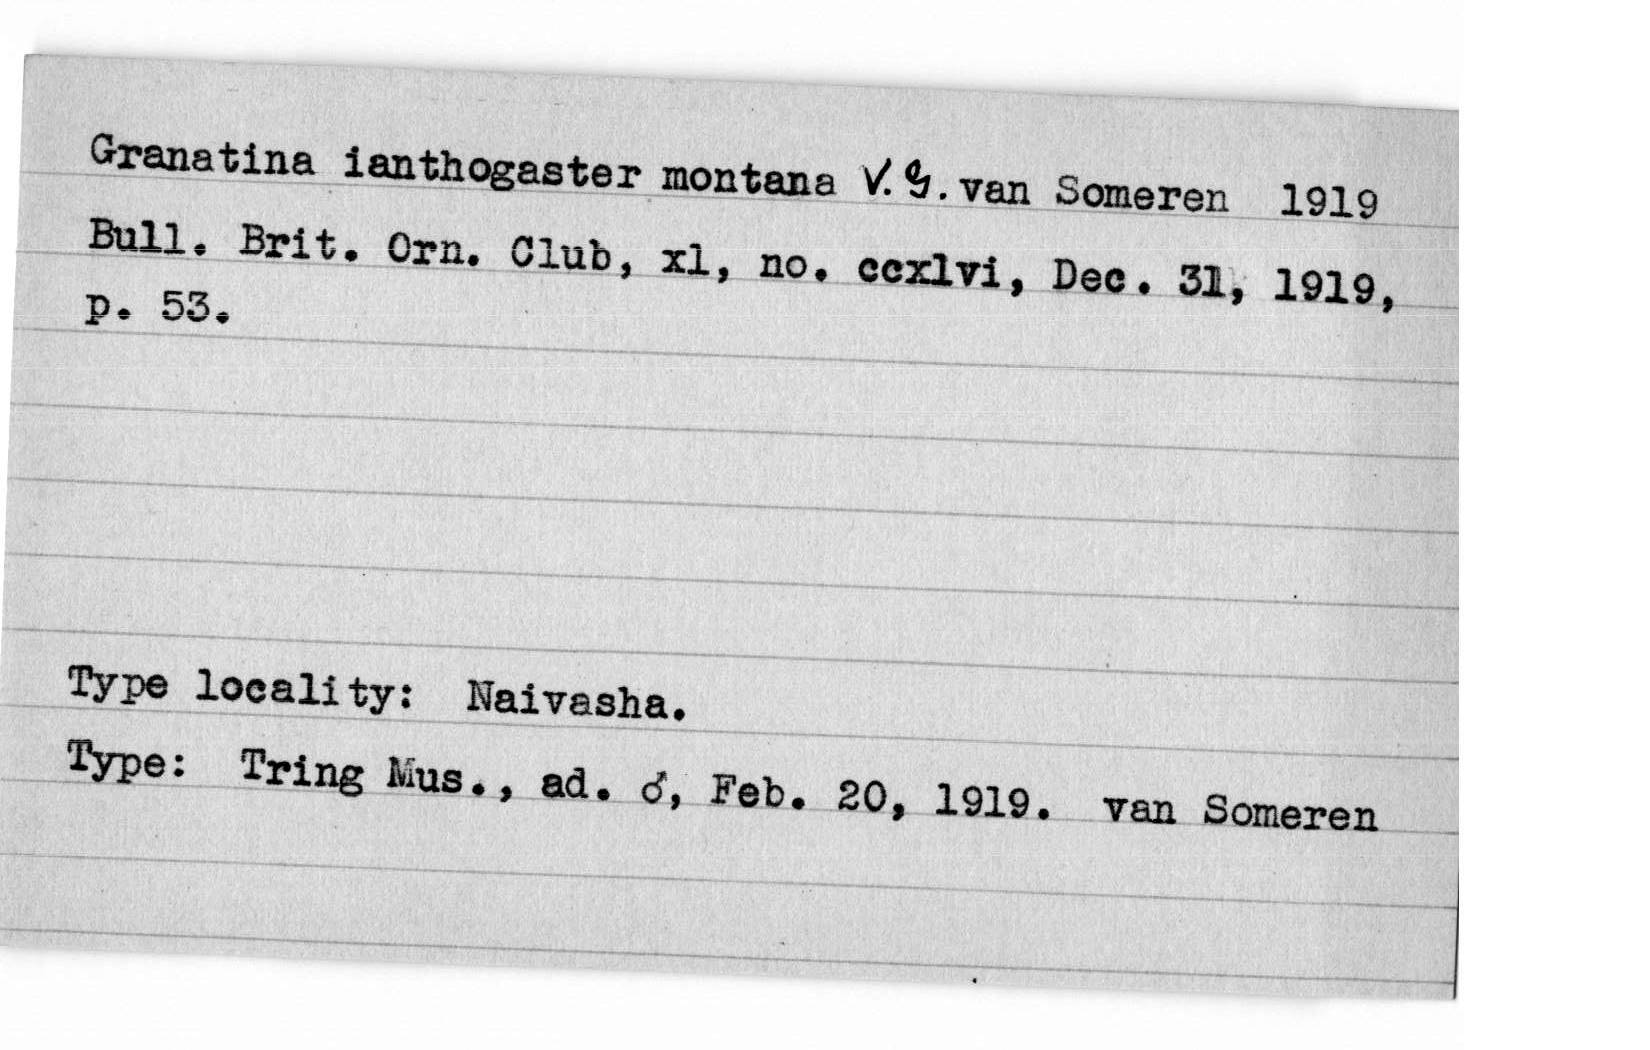 Granatina ianthogaster montana V. G. van Someren 1919
Bull. Brit. Orn. Club, xl, no. ccxlvi, Dec. 31, 1919,
p. 53.
Type locality: Naivasha.
Type: Tring Mus., ad. ♂, Feb. 20, 1919. van Someren